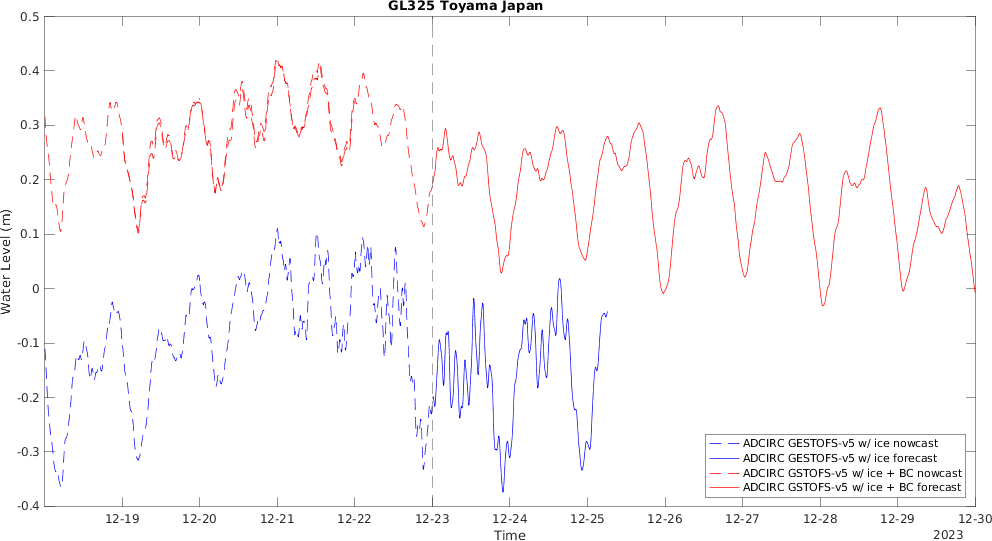 GL325 Toyama Japan
0.5
0.4
0.3
0.2
0.1
0
-0.1
-0.2
-0.3
-0.4
Water Level (m)
ADCIRC GESTOFS-v5 w/ ice nowcast
ADCIRC GESTOFS-v5 w/ ice forecast
ADCIRC GSTOFS-v5 w/ ice + BC nowcast
ADCIRC GSTOFS-v5 w/ ice + BC forecast
12-19 12-20 12-21 12-22 12-23 12-24 12-25 12-26 12-27 12-28 12-29 12-30
Time
2023